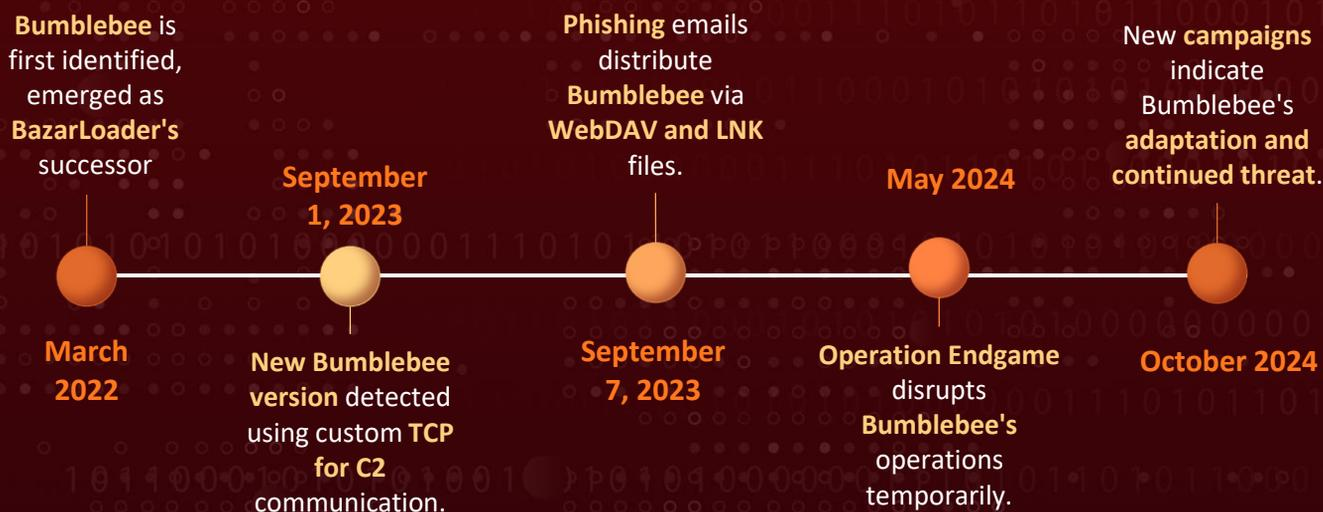 Bumblebee is
first identified,
emerged as
BazarLoader's
successor
March
2022
September
1, 2023
New Bumblebee
version detected
using custom TCP
for C2
communication.
Phishing emails
distribute
Bumblebee via
WebDAV and LNK
files.
September
7, 2023
May 2024
Operation Endgame
disrupts
Bumblebee's
operations
temporarily.
New campaigns
indicate
Bumblebee's
adaptation and
continued threat.
October 2024